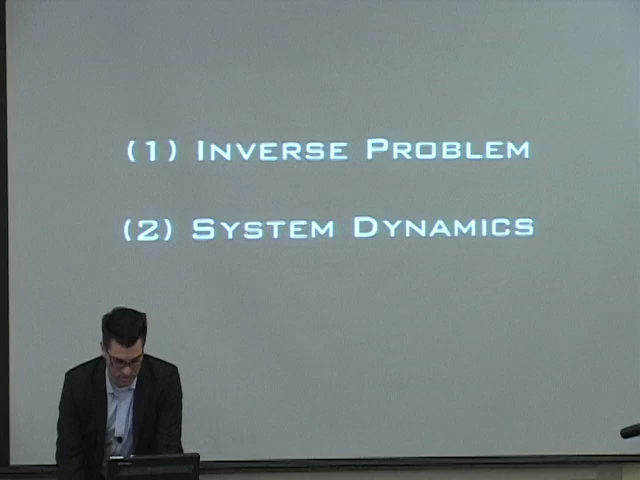 (1) Inverse Problem
(2) System Dynamics